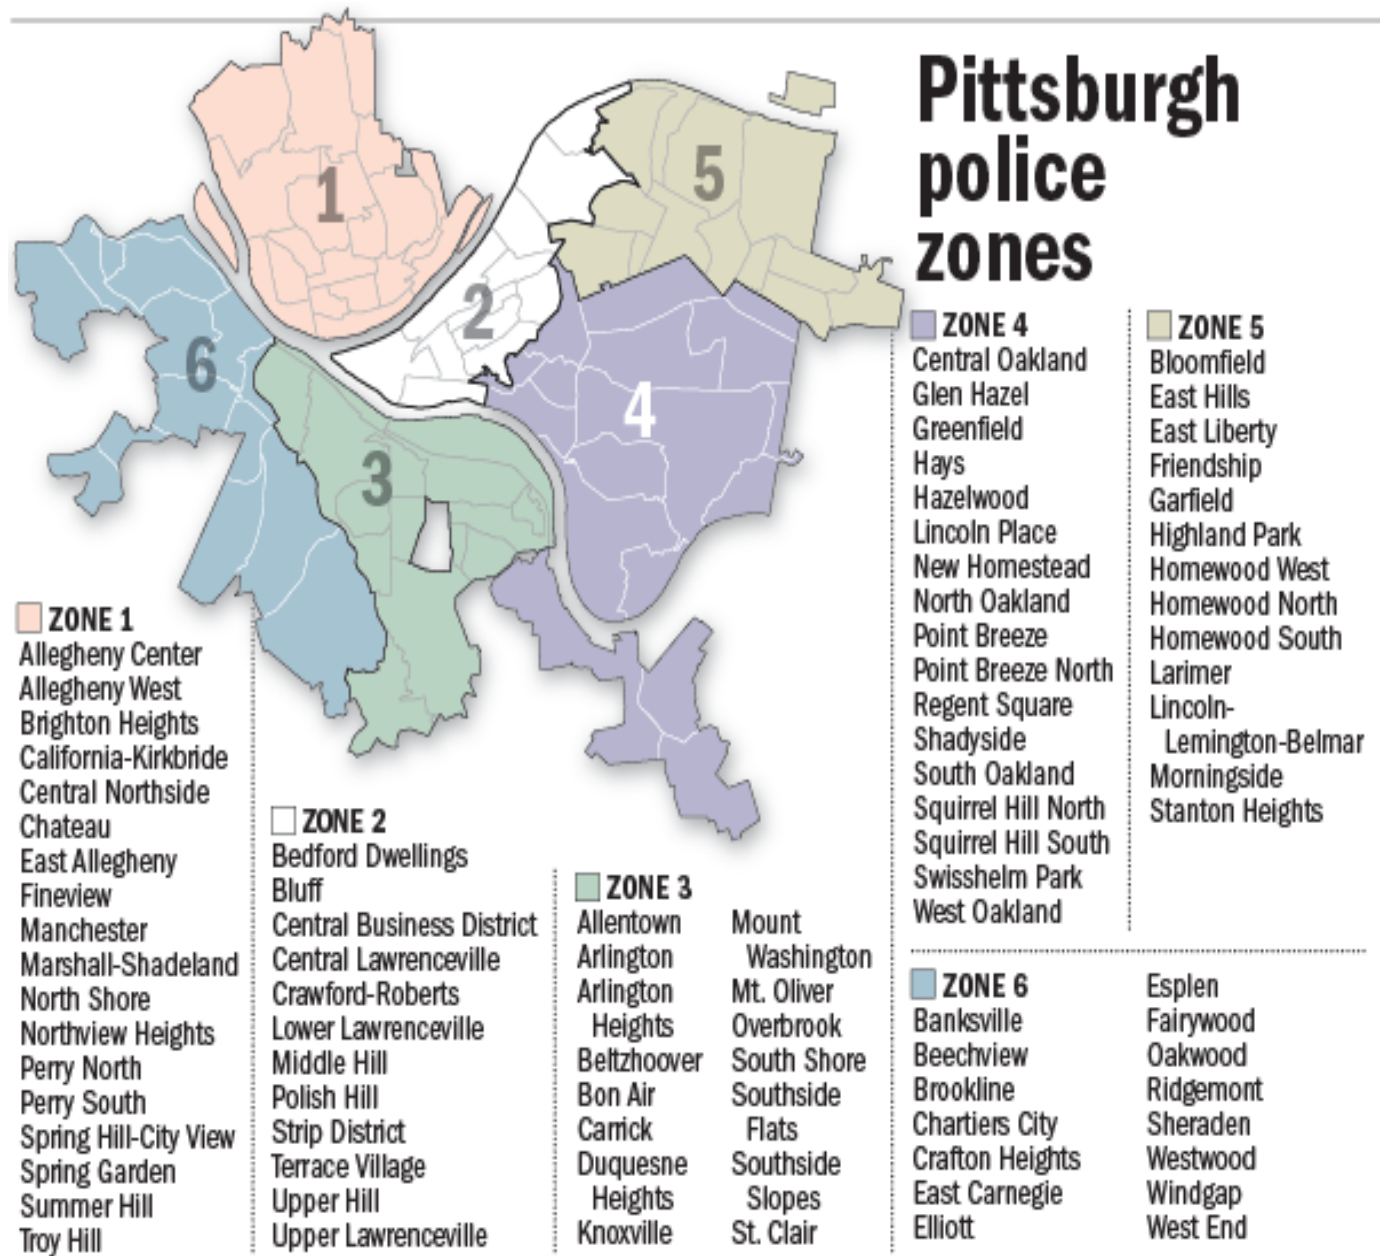 Pittsburgh
police
zones
1
2
3
4
5
6
ZONE 1
Allegheny Center
Allegheny West
Brighton Heights
California-Kirkbride
Central Northside
Chateau
East Allegheny
Fineview
Manchester
Marshall-Shadeland
North Shore
Northview Heights
Perry North
Perry South
Spring Hill-City View
Spring Garden
Summer Hill
Troy Hill
ZONE 2
Bedford Dwellings
Bluff
Central Business District
Central Lawrenceville
Crawford-Roberts
Lower Lawrenceville
Middle Hill
Polish Hill
Strip District
Terrace Village
Upper Hill
Upper Lawrenceville
ZONE 3
Allentown
Arlington
Arlington
Heights
Beltzhoover
Bon Air
Carrick
Duquesne
Heights
Knoxville
Mount
Washington
Mt. Oliver
Overbrook
South Shore
Southside
Flats
Southside
Slopes
St. Clair
ZONE 4
Central Oakland
Glen Hazel
Greenfield
Hays
Hazelwood
Lincoln Place
New Homestead
North Oakland
Point Breeze
Point Breeze North
Regent Square
Shadyside
South Oakland
Squirrel Hill North
Squirrel Hill South
Swisshelm Park
West Oakland
ZONE 5
Bloomfield
East Hills
East Liberty
Friendship
Garfield
Highland Park
Homewood West
Homewood North
Homewood South
Larimer
Lincoln-
Lemington-Belmar
Morningside
Stanton Heights
ZONE 6
Banksville
Beechview
Brookline
Chartiers City
Crafton Heights
East Carnegie
Elliott
Esplen
Fairywood
Oakwood
Ridgemont
Sheraden
Westwood
Windgap
West End